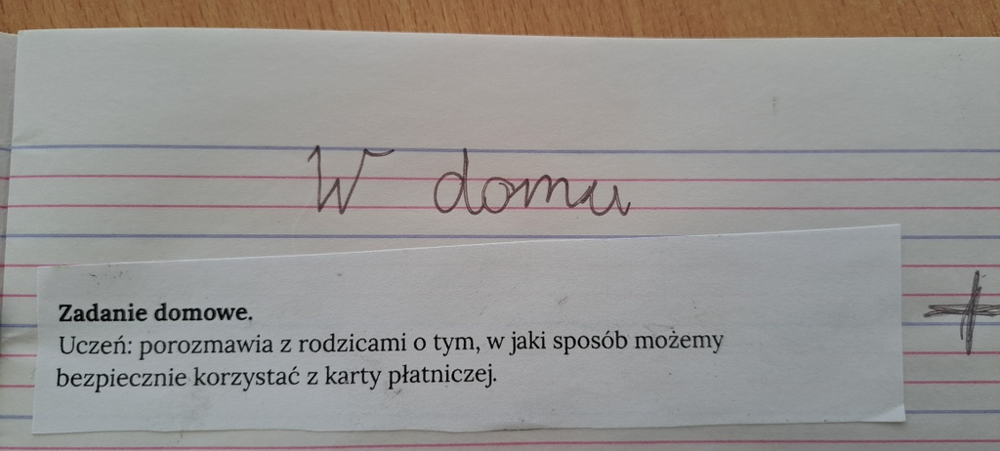 W domu
Zadanie domowe.
Uczeń: porozmawia z rodzicami o tym, w jaki sposób możemy
bezpiecznie korzystać z karty płatniczej.